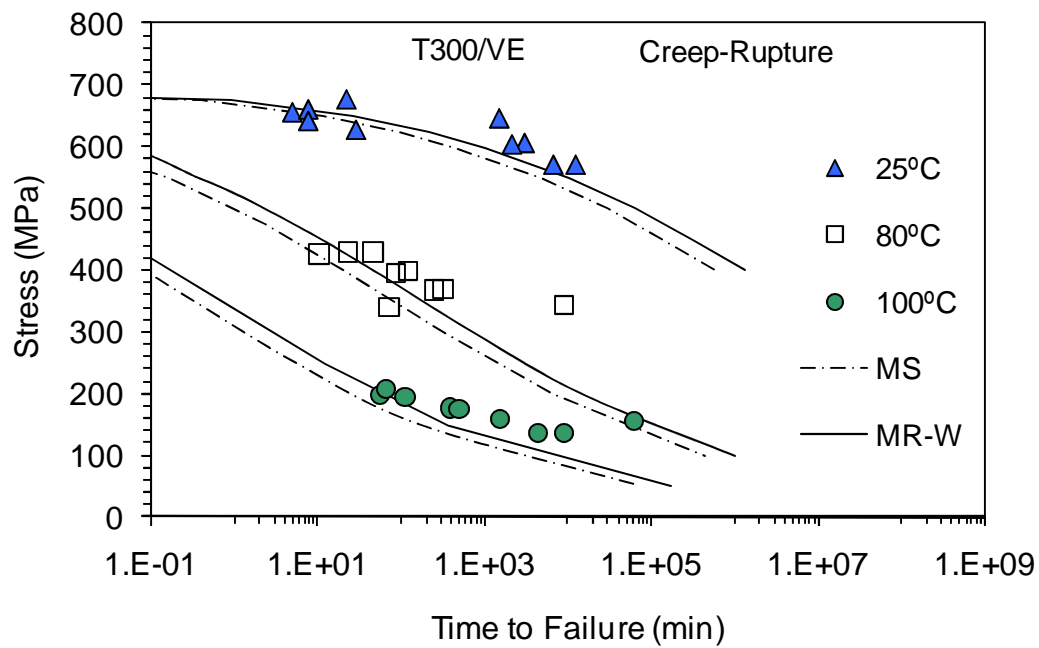 T300/VE Creep-Rupture
800
700
600
500
400
300
200
100
0
Stress (MPa)
25ºC
80ºC
100ºC
MS
MR-W
1.E-01 1.E+01 1.E+03 1.E+05 1.E+07 1.E+09
Time to Failure (min)